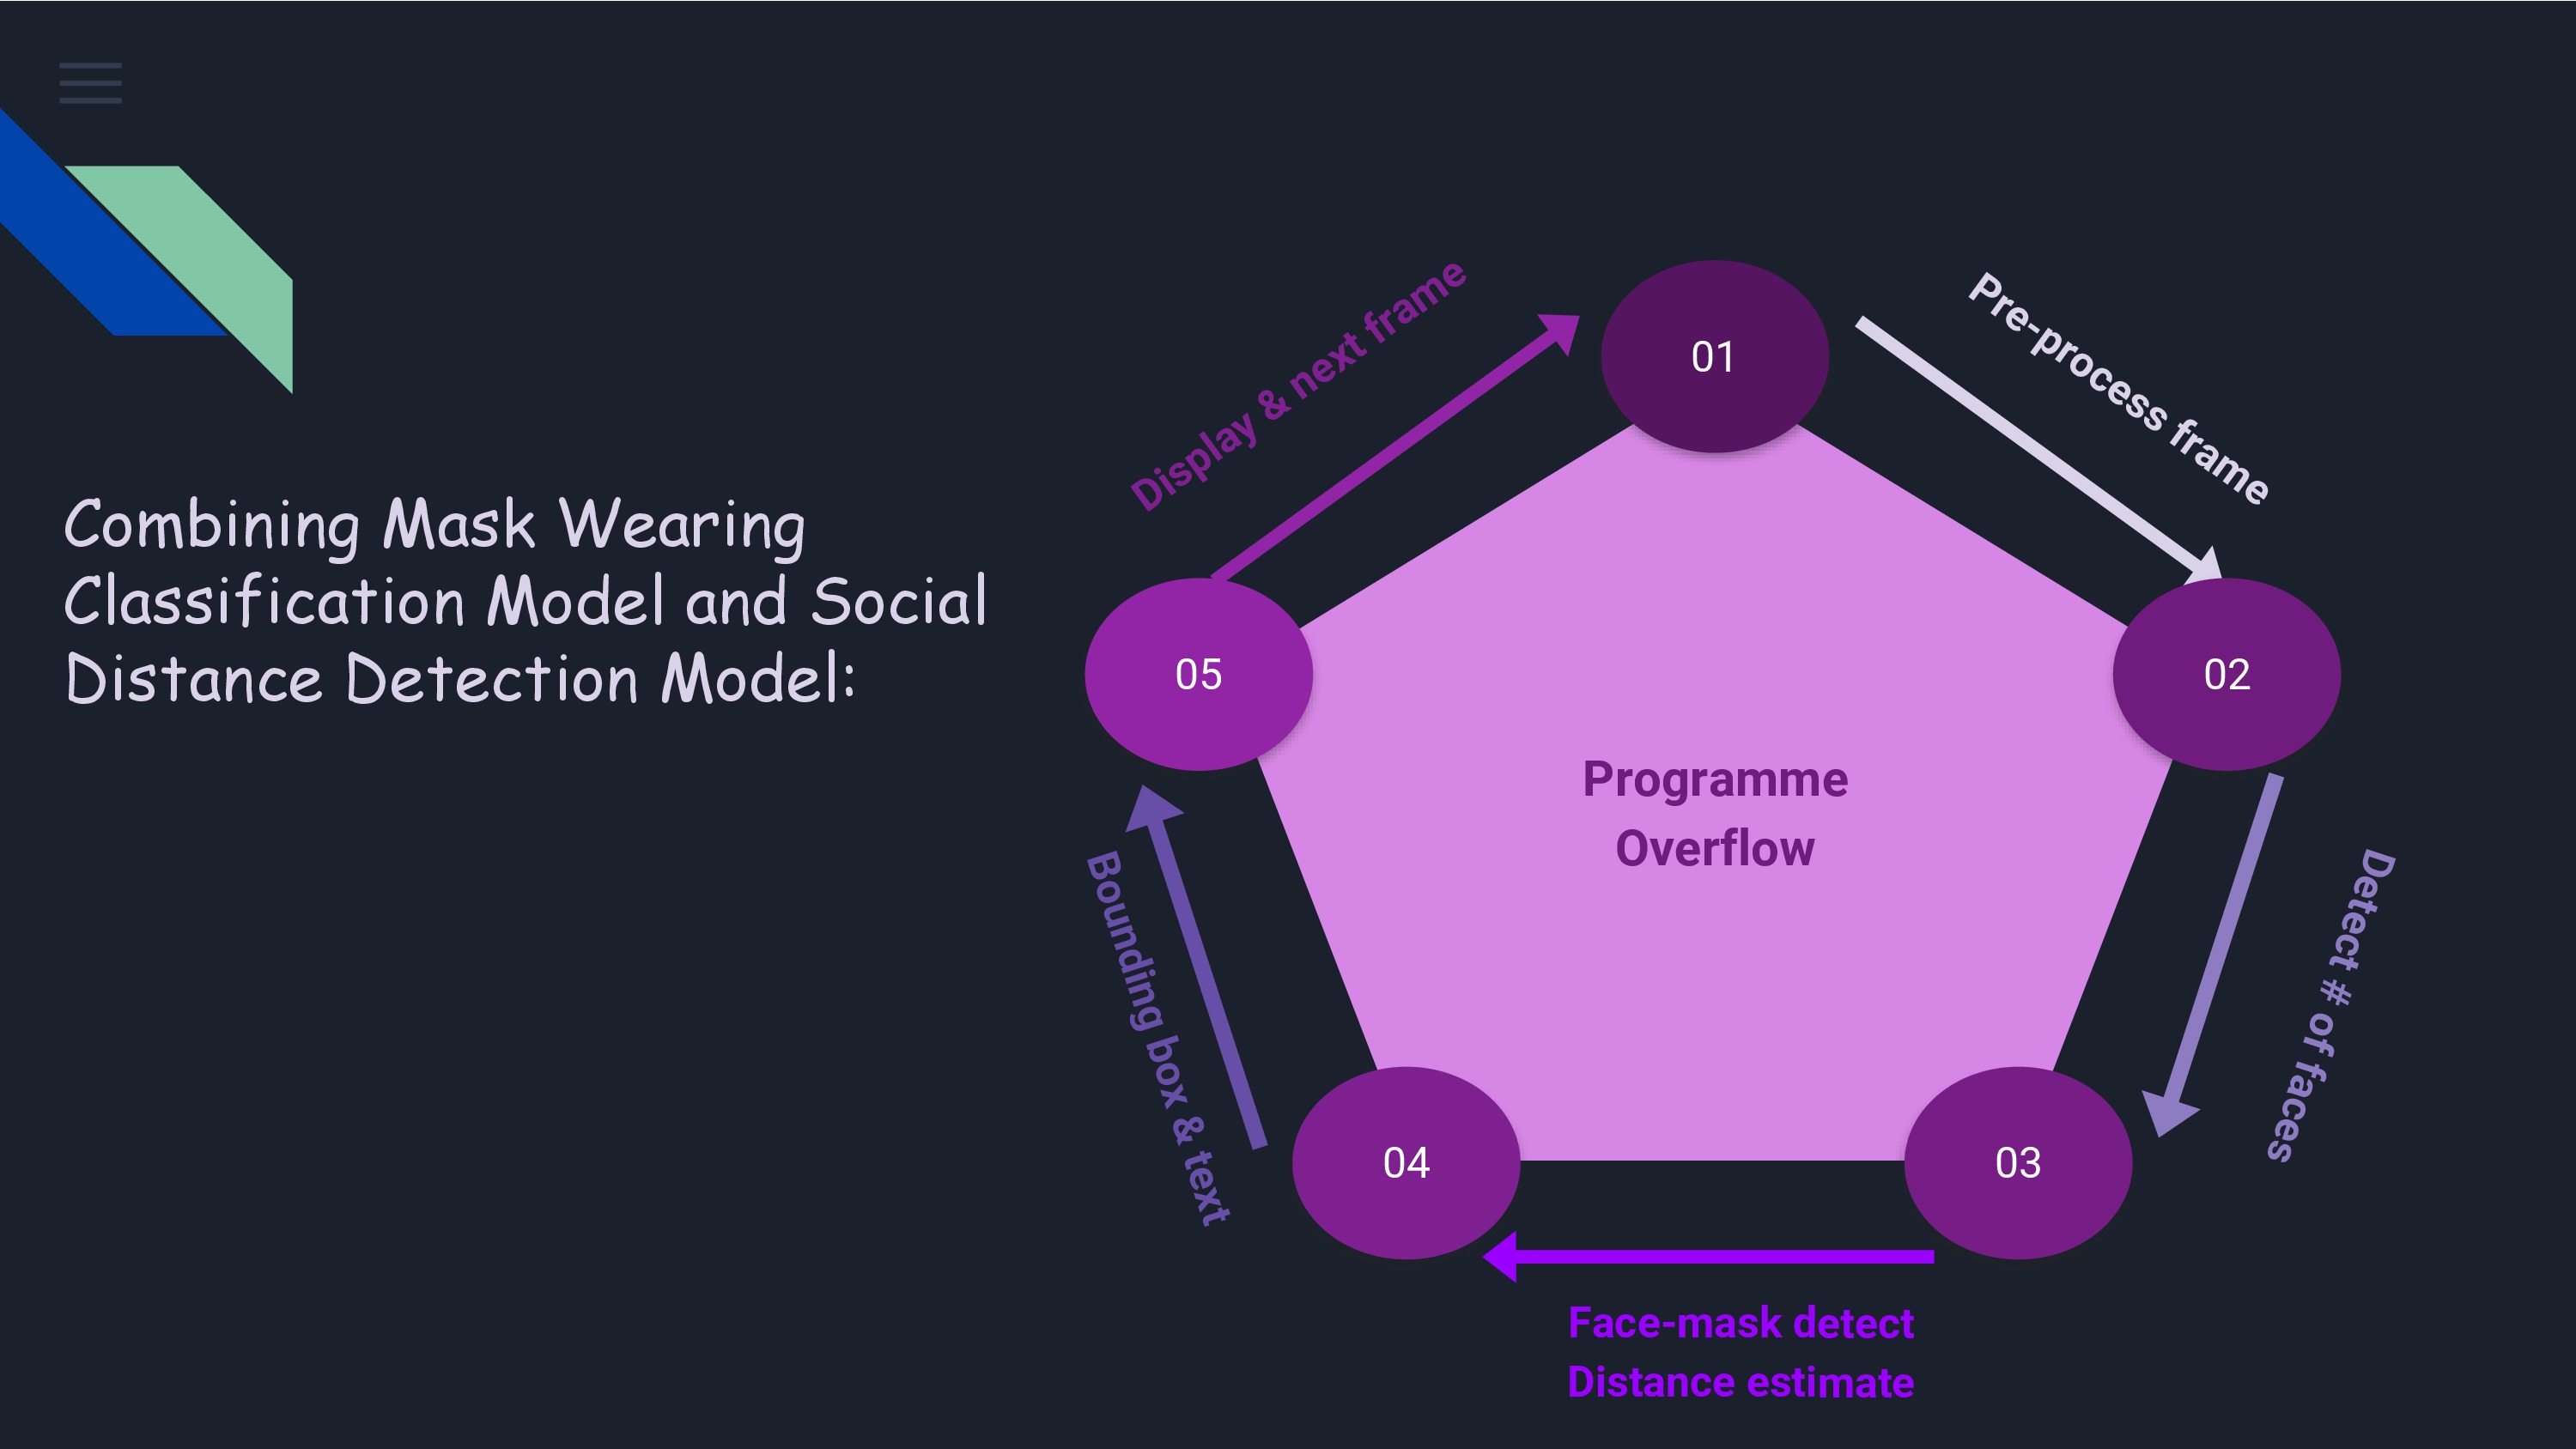 Combining Mask Wearing
Classification Model and Social
Distance Detection Model:
Display & next frame
01
Pre-process frame
05
02
Programme
Overflow
Bounding box & text
Detect # of faces
04
03
Face-mask detect
Distance estimate